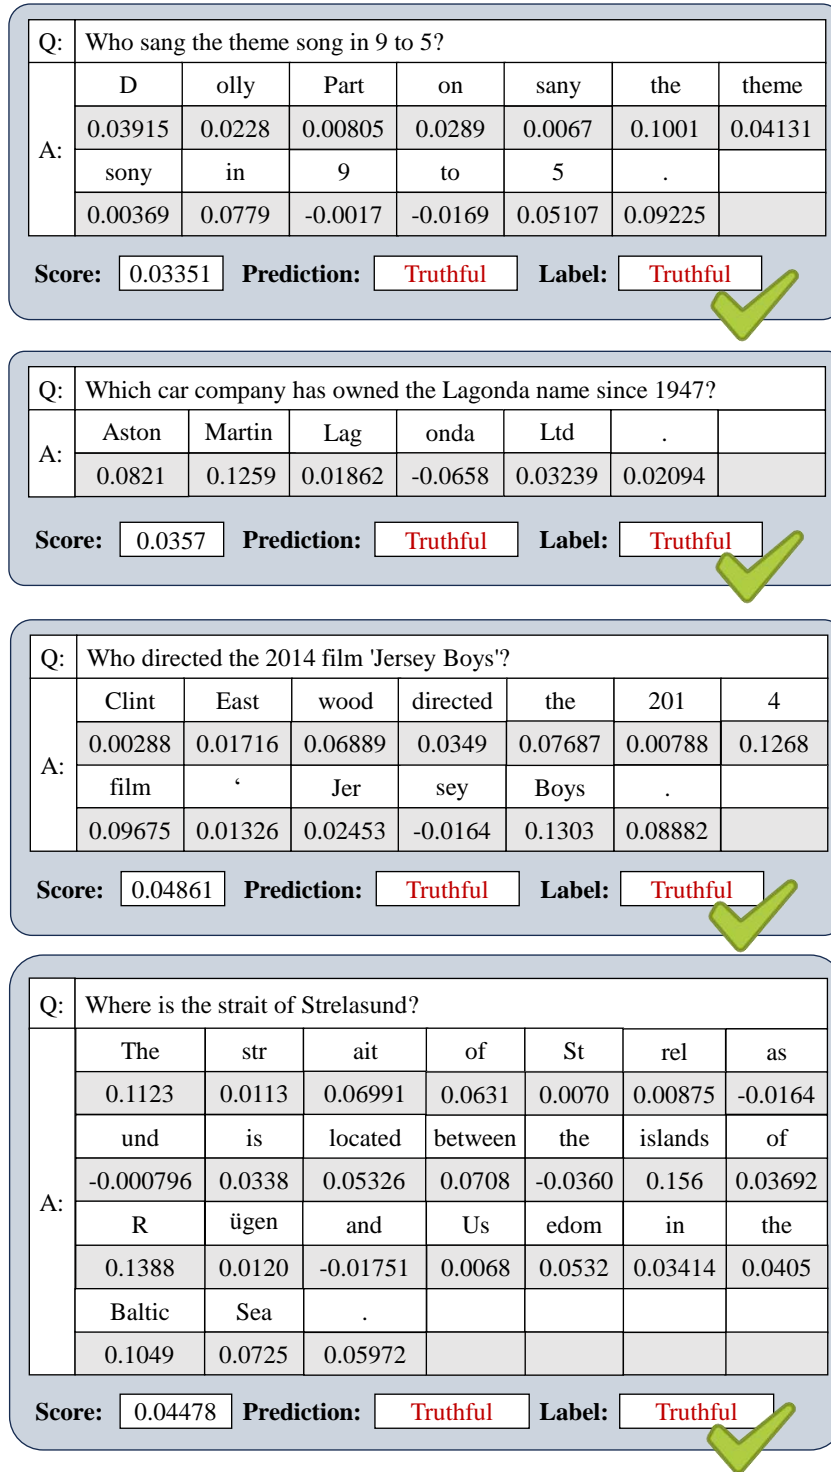 Q: Who sang the theme song in 9 to 5?
A:
D olly Part on sany the theme
0.03915 0.0228 0.00805 0.0289 0.0067 0.1001 0.04131
sony in 9 to 5 .
0.00369 0.0779 -0.0017 -0.0169 0.05107 0.09225
Score: 0.03351 Prediction: Truthful Label: Truthful
Q: Which car company has owned the Lagonda name since 1947?
A:
Aston Martin Lag onda Ltd .
0.0821 0.1259 0.01862 -0.0658 0.03239 0.02094
Score: 0.0357 Prediction: Truthful Label: Truthful
Q: Who directed the 2014 film 'Jersey Boys'?
A:
Clint East wood directed the 201 4
0.00288 0.01716 0.06889 0.0349 0.07687 0.00788 0.1268
film ‘ Jer sey Boys .
0.09675 0.01326 0.02453 -0.0164 0.1303 0.08882
Score: 0.04861 Prediction: Truthful Label: Truthful
Q: Where is the strait of Strelasund?
A:
The str ait of St rel as
0.1123 0.0113 0.06991 0.0631 0.0070 0.00875 -0.0164
und is located between the islands of
-0.000796 0.0338 0.05326 0.0708 -0.0360 0.156 0.03692
R ügen and Us edom in the
0.1388 0.0120 -0.01751 0.0068 0.0532 0.03414 0.0405
Baltic Sea .
0.1049 0.0725 0.05972
Score: 0.04478 Prediction: Truthful Label: Truthful